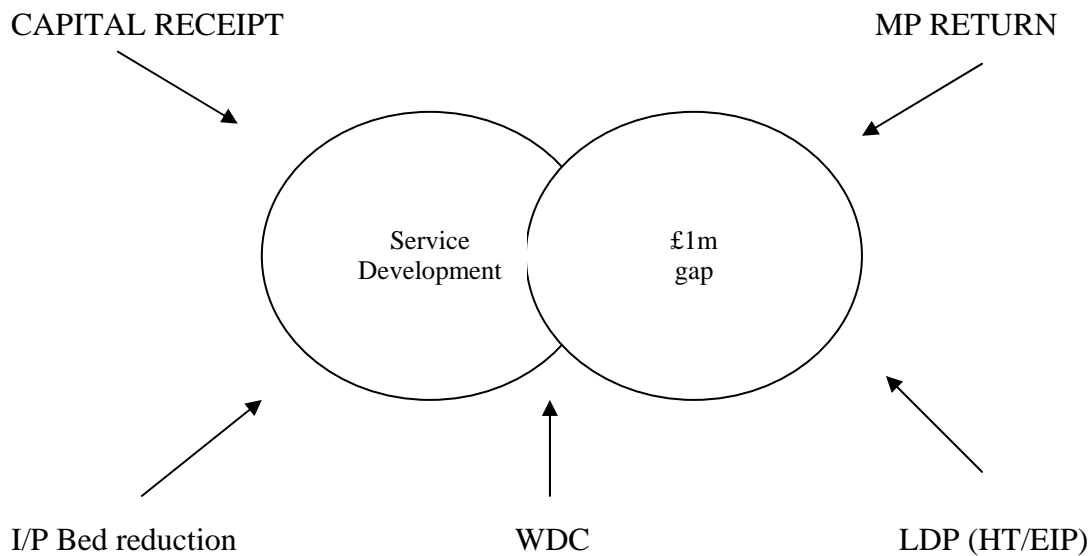 CAPITAL RECEIPT
MP RETURN
Service
Development
£1m
gap
I/P Bed reduction
WDC
LDP (HT/EIP)